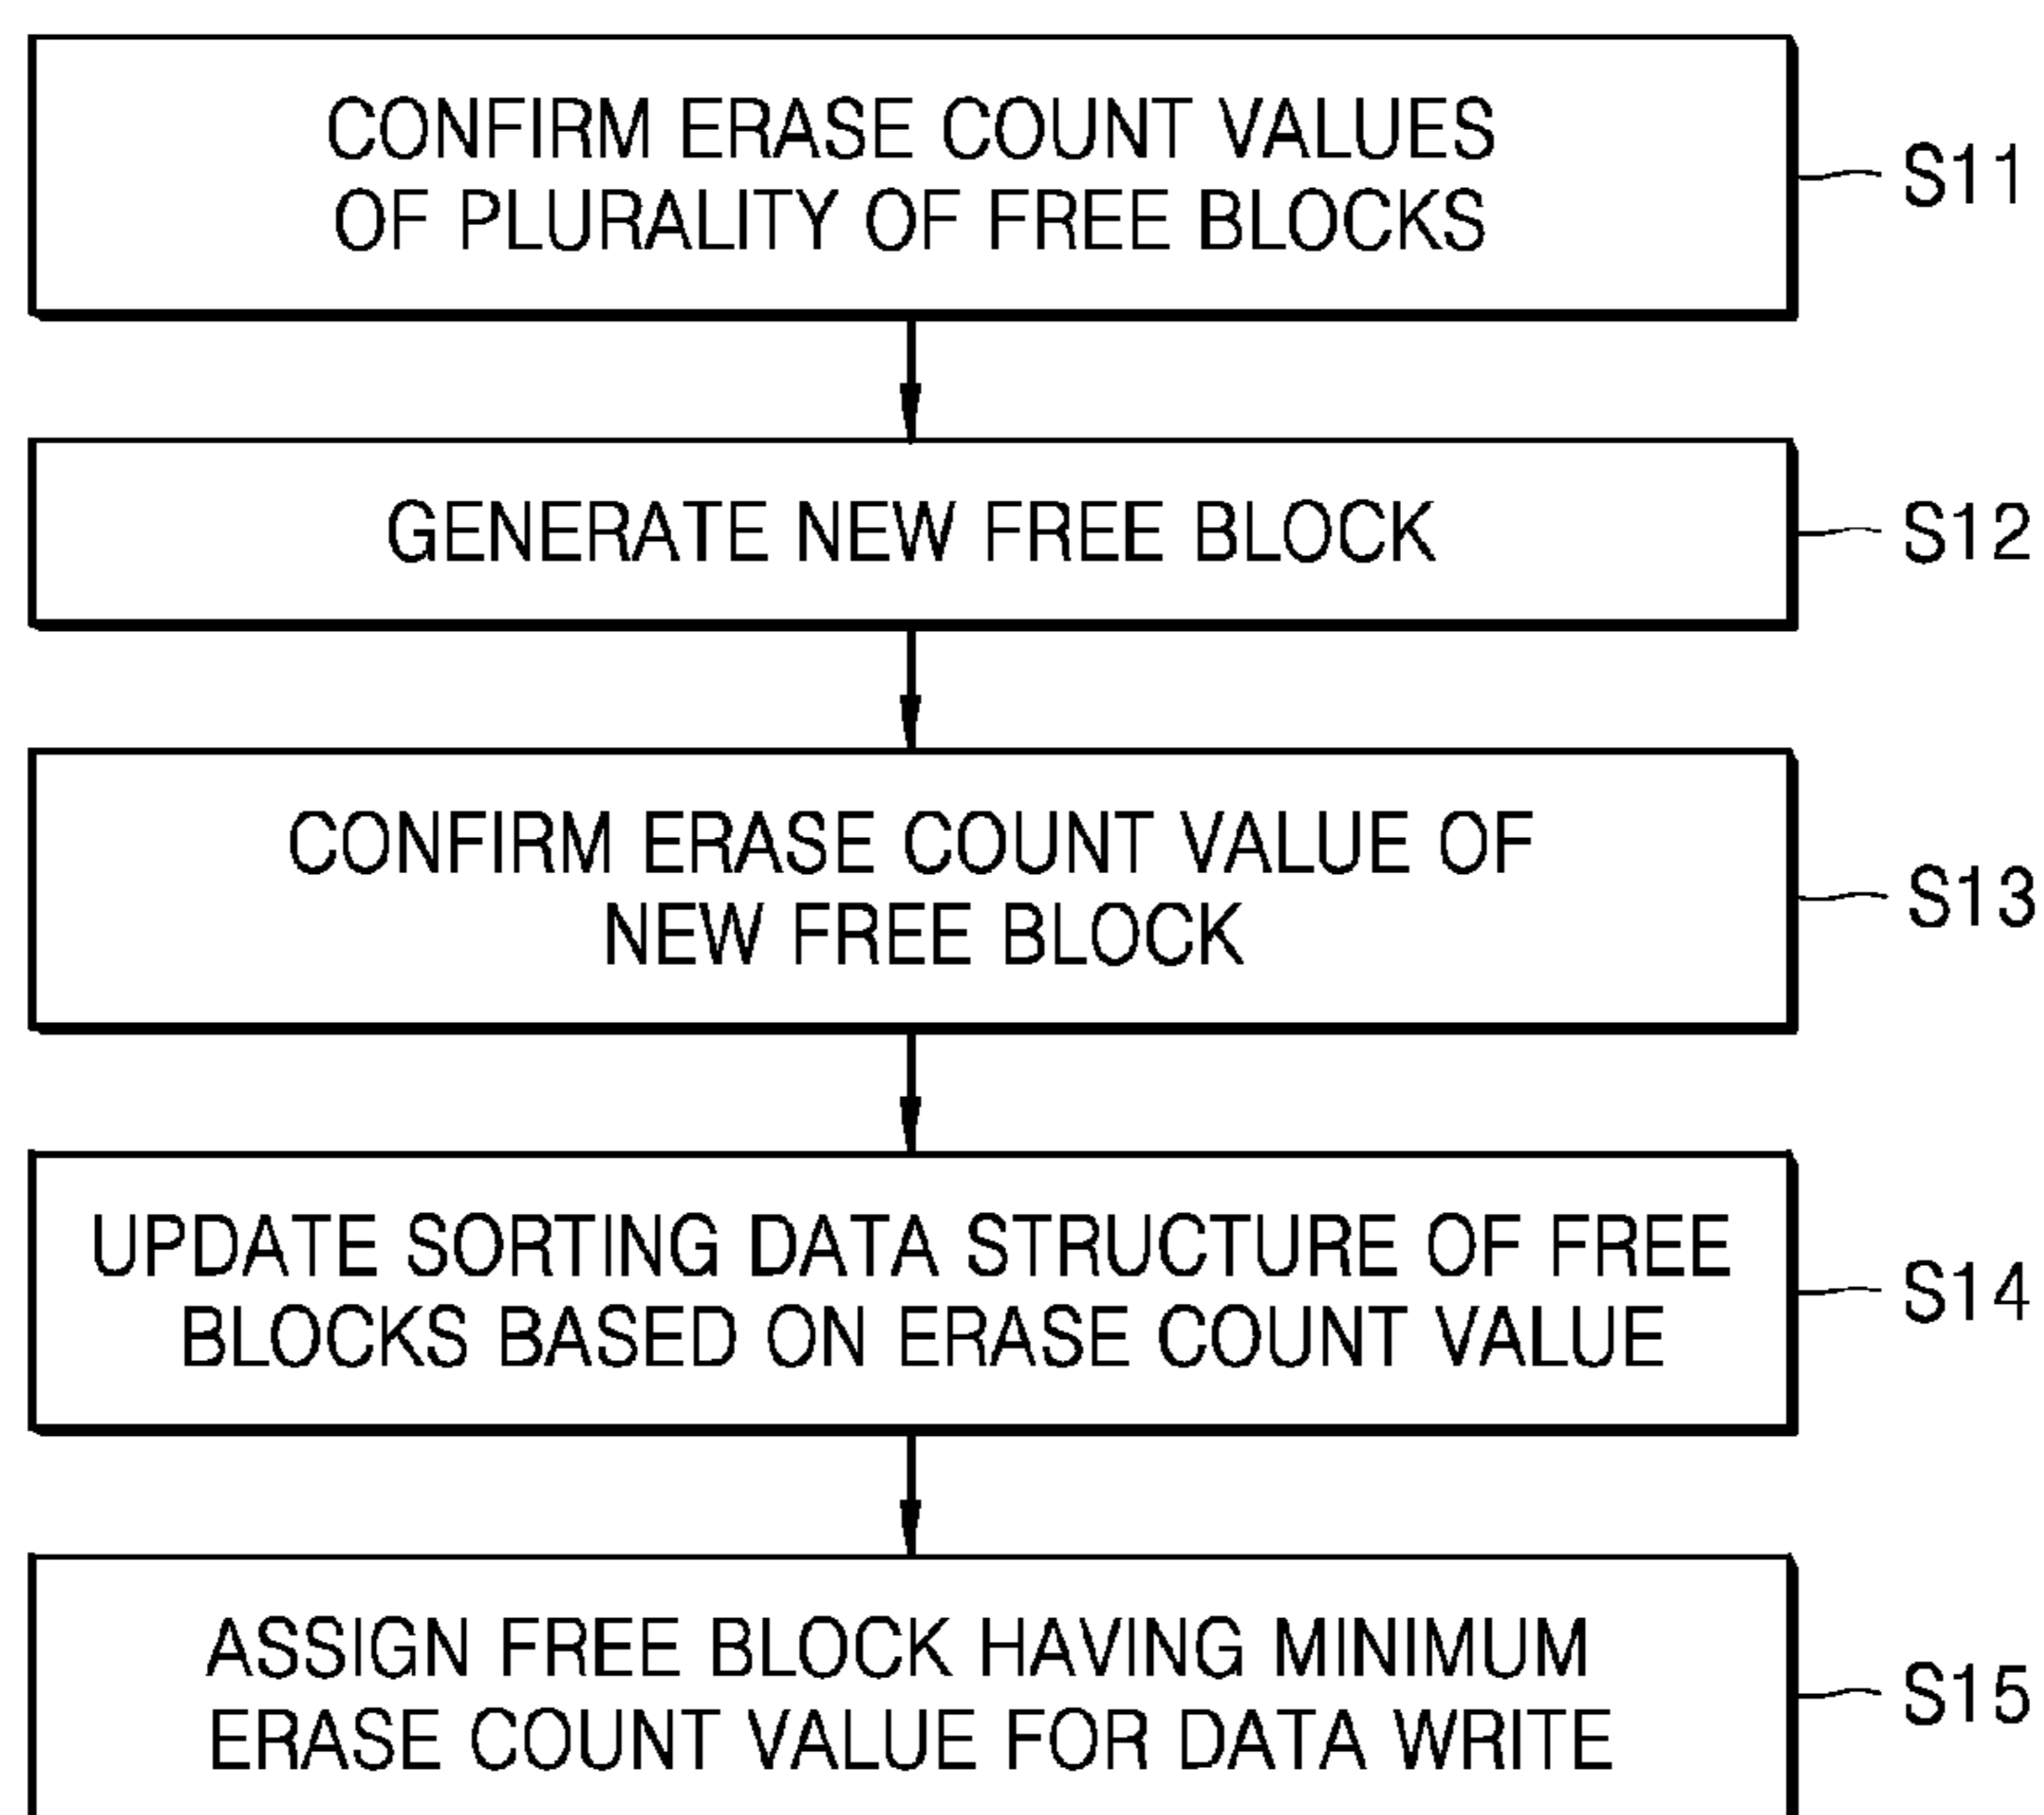 CONFIRM ERASE COUNT VALUES
OF PLURALITY OF FREE BLOCKS
S11
GENERATE NEW FREE BLOCK
S12
CONFIRM ERASE COUNT VALUE OF
NEW FREE BLOCK
S13
UPDATE SORTING DATA STRUCTURE OF FREE
BLOCKS BASED ON ERASE COUNT VALUE
S14
ASSIGN FREE BLOCK HAVING MINIMUM
ERASE COUNT VALUE FOR DATA WRITE
S15